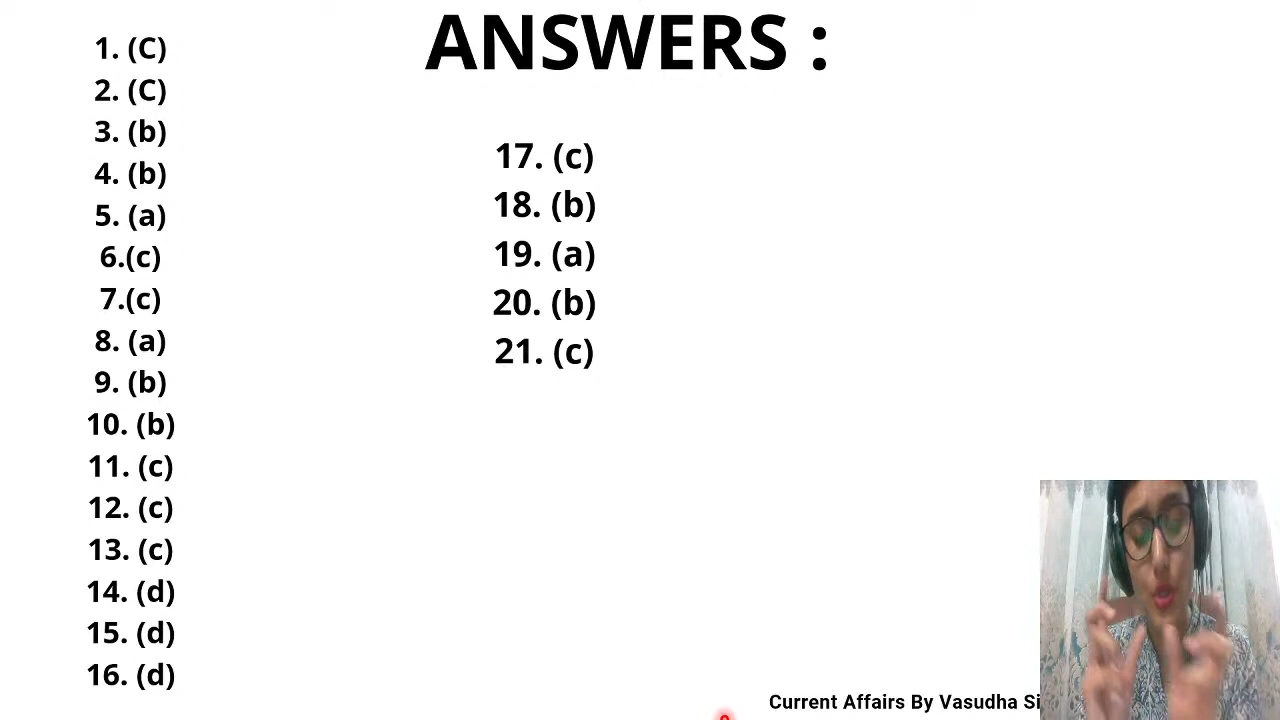 ANSWERS :
1. (C)
2. (C)
3. (b)
4. (b)
5. (a)
6.(c)
7.(c)
8. (a)
9. (b)
10. (b)
11. (c)
12. (c)
13. (c)
14. (d)
15. (d)
16. (d)
17. (c)
18. (b)
19. (a)
20. (b)
21. (c)
Current Affairs By Vasudha